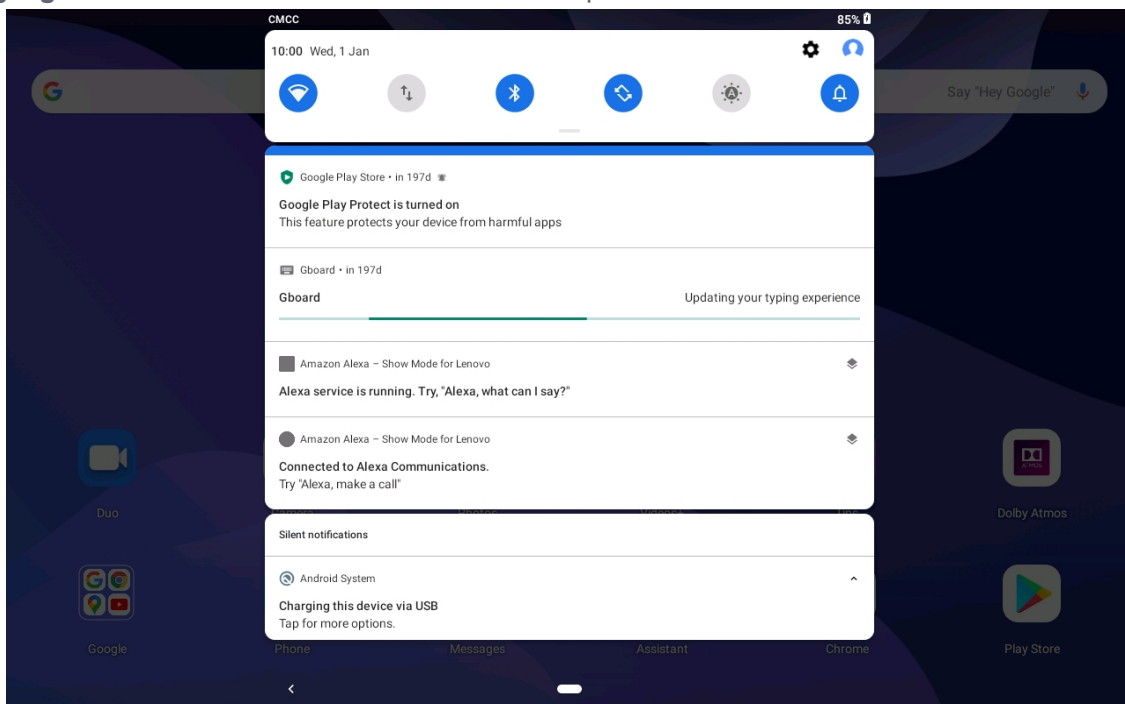 CMCC 85%
10:00 Wed, 1 Jan
G Say "Hey Google"
A
Google Play Store • in 197d
Google Play Protect is turned on
This feature protects your device from harmful apps
Gboard • in 197d
Gboard Updating your typing experience
Amazon Alexa – Show Mode for Lenovo
Alexa service is running. Try, "Alexa, what can I say?"
Amazon Alexa – Show Mode for Lenovo
Connected to Alexa Communications.
Try "Alexa, make a call"
Duo Dolby Atmos
Silent notifications
Android System
Charging this device via USB
Tap for more options.
Google Phone Messages Assistant Chrome Play Store